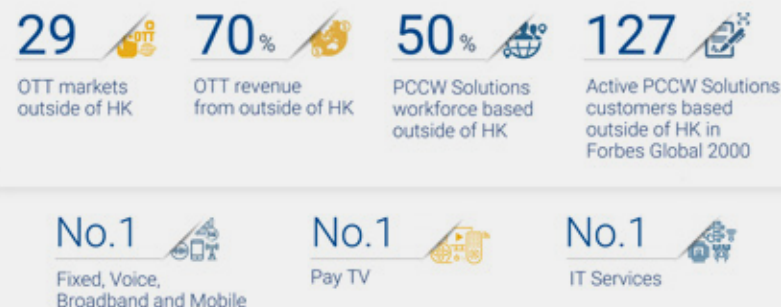 29
OTT markets
outside of HK
70%
OTT revenue
from outside of HK
50%
PCCW Solutions
workforce based
outside of HK
127
Active PCCW Solutions
customers based
outside of HK in
Forbes Global 2000
No.1
Fixed, Voice,
Broadband and Mobile
No.1
Pay TV
No.1
IT Services